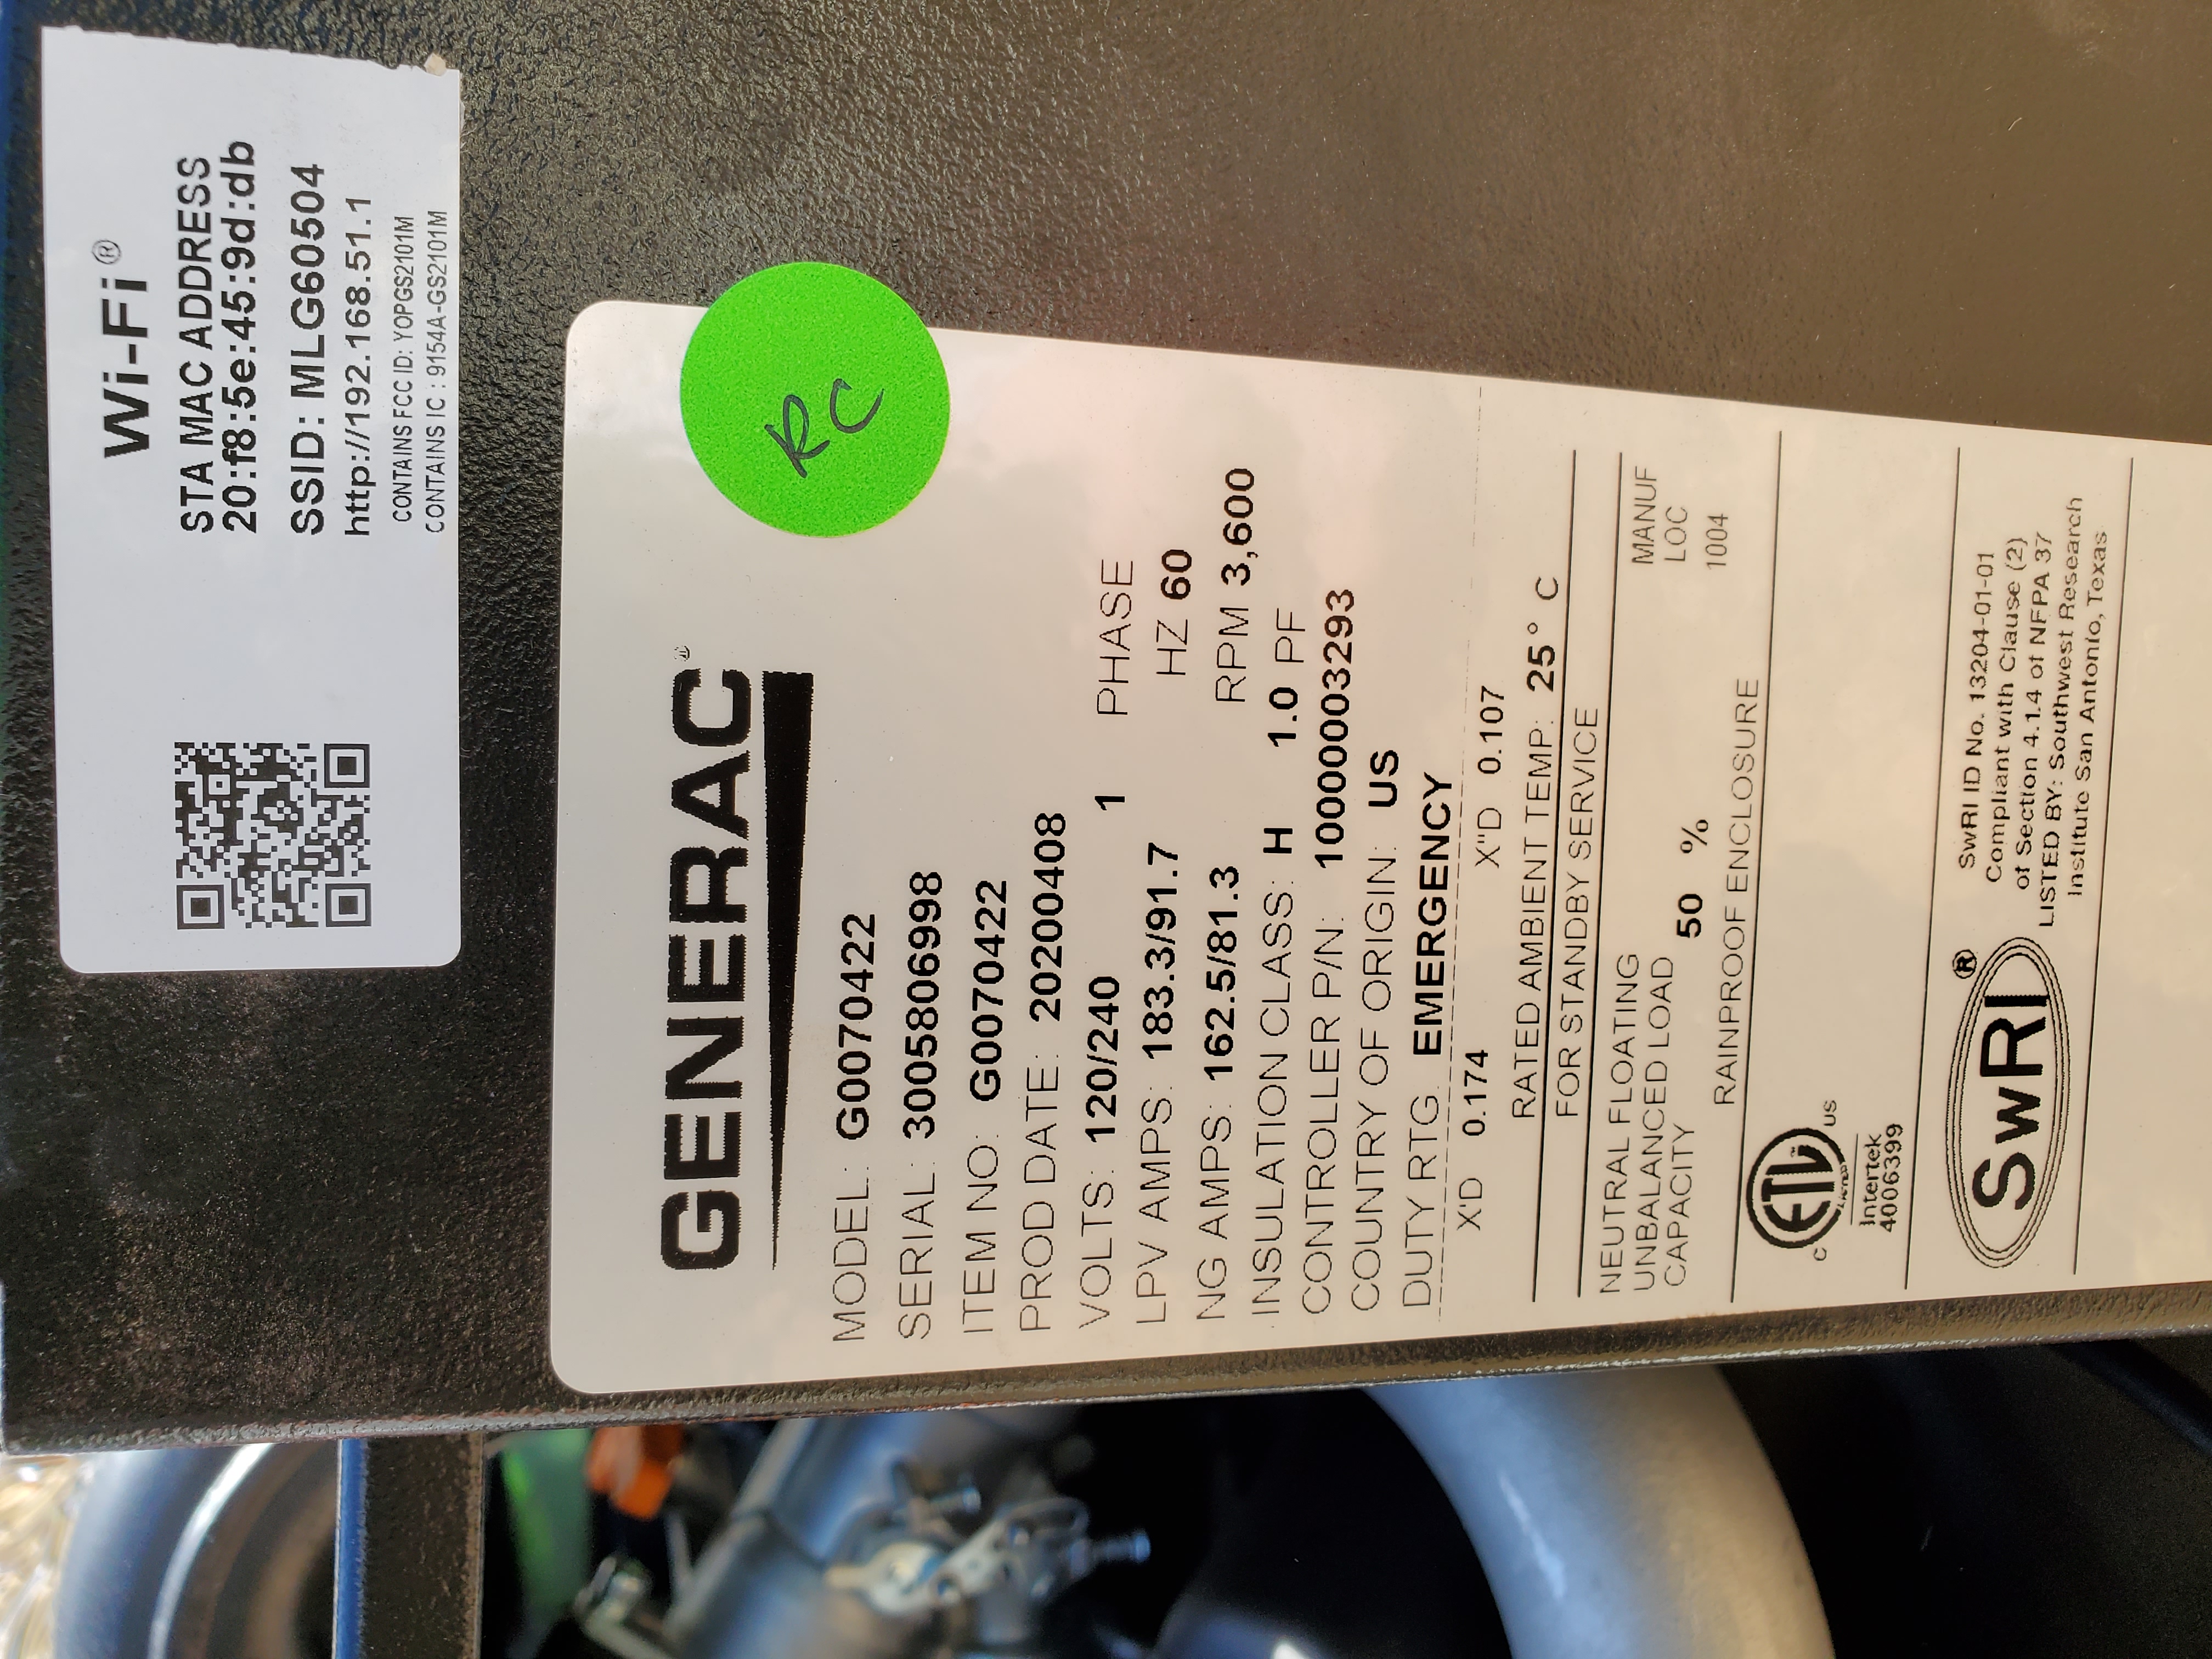 Wi-Fi®
STA MAC ADDRESS
20:f8:5e:45:9d:db
SSID: MLG60504
http://192.168.51.1
CONTAINS FCC ID: YOPGS2101M
CONTAINS IC : 9154A-GS2101M
GENERAC®
RC
MODEL: G0070422
SERIAL: 3005806998
ITEM NO: G0070422
PROD DATE: 20200408
VOLTS: 120/240 1 PHASE
LPV AMPS: 183.3/91.7 HZ 60
NG AMPS: 162.5/81.3 RPM 3,600
INSULATION CLASS: H 1.0 PF
CONTROLLER P/N: 10000003293
COUNTRY OF ORIGIN: US
DUTY RTG. EMERGENCY
X'D 0.174 X"D 0.107
RATED AMBIENT TEMP: 25° C
FOR STANDBY SERVICE
NEUTRAL FLOATING
UNBALANCED LOAD
CAPACITY 50 %
MANUF
LOC
1004
RAINPROOF ENCLOSURE
C ETL US
LISTED
Intertek
4006399
SwRI®
SwRI ID No. 13204-01-01
Compliant with Clause (2)
of Section 4.1.4 of NFPA 37
LISTED BY: Southwest Research
Institute San Antonio, Texas